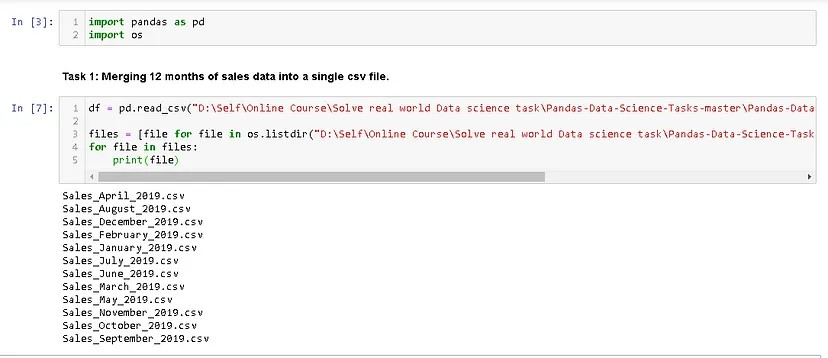 In [3]:
1 import pandas as pd
2 import os
Task 1: Merging 12 months of sales data into a single csv file.
In [7]:
1 df = pd.read_csv("D:\Self\Online Course\Solve real world Data science task\Pandas-Data-Science-Tasks-master\Pandas-Data
2
3 files = [file for file in os.listdir("D:\Self\Online Course\Solve real world Data science task\Pandas-Data-Science-Task
4 for file in files:
5 print(file)
Sales_April_2019.csv
Sales_August_2019.csv
Sales_December_2019.csv
Sales_February_2019.csv
Sales_January_2019.csv
Sales_July_2019.csv
Sales_June_2019.csv
Sales_March_2019.csv
Sales_May_2019.csv
Sales_November_2019.csv
Sales_October_2019.csv
Sales_September_2019.csv